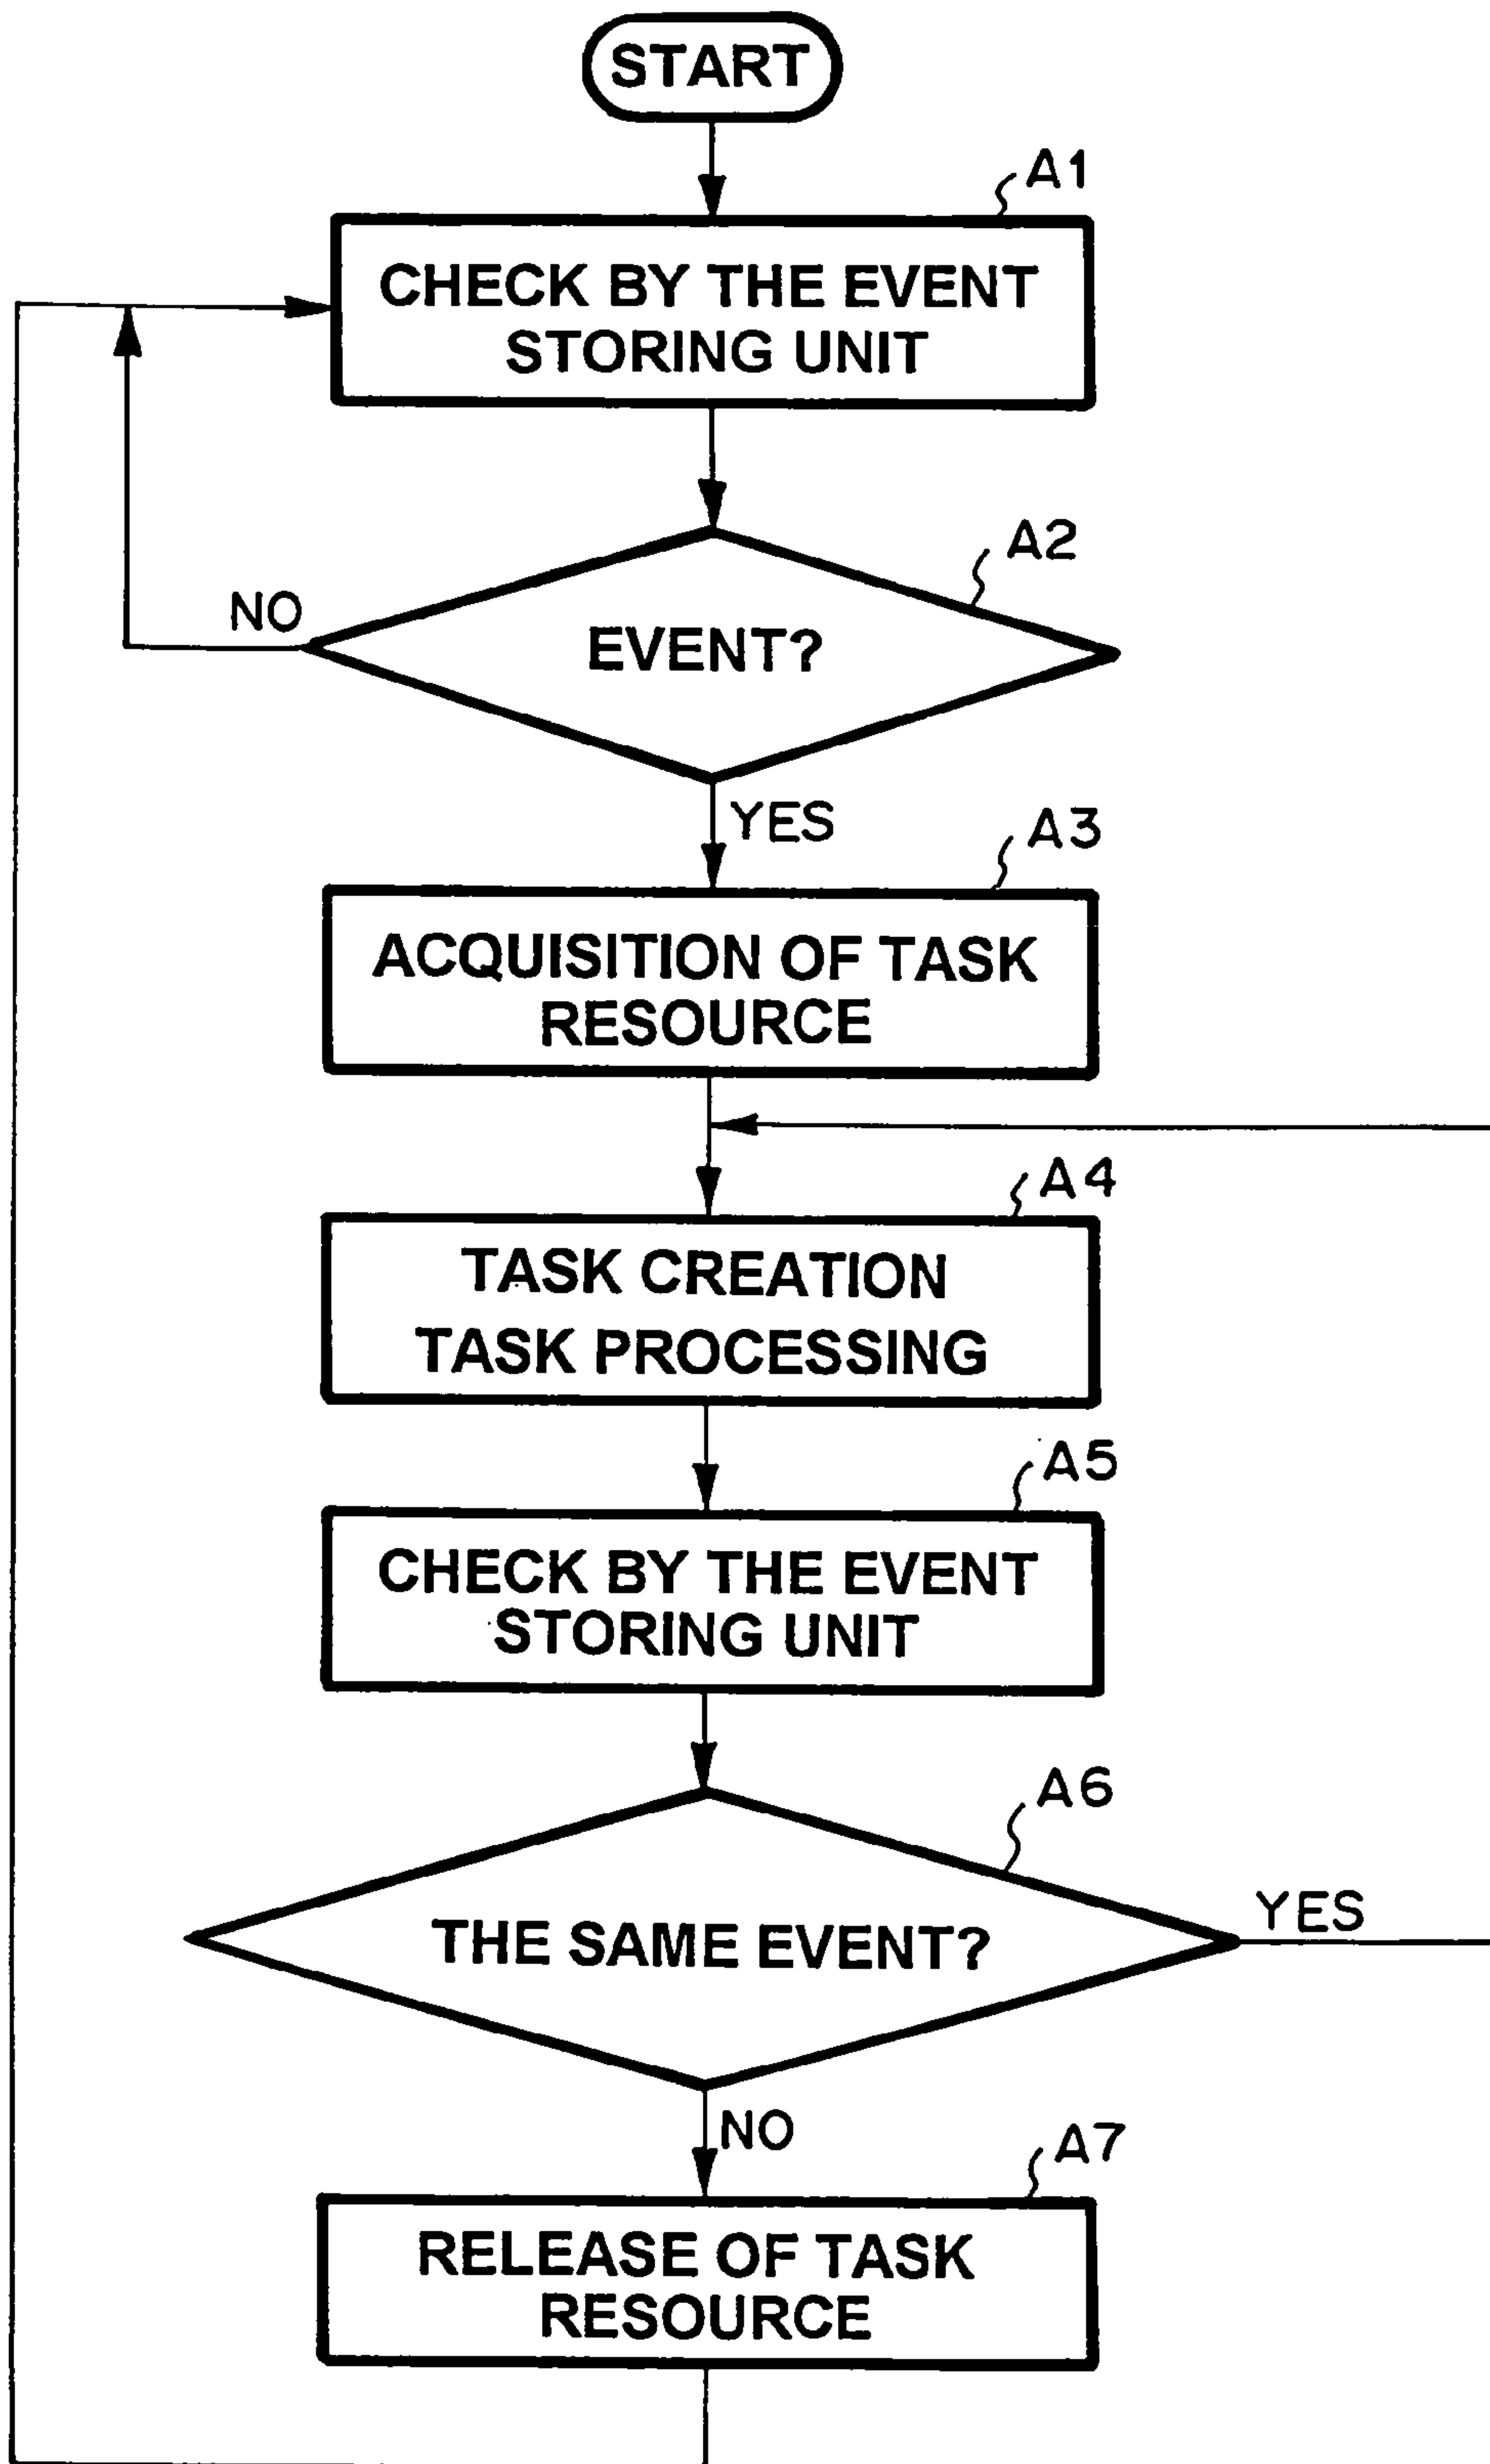 START
A1
CHECK BY THE EVENT
STORING UNIT
A2
NO
EVENT?
YES
A3
ACQUISITION OF TASK
RESOURCE
A4
TASK CREATION
TASK PROCESSING
A5
CHECK BY THE EVENT
STORING UNIT
A6
THE SAME EVENT?
YES
NO
A7
RELEASE OF TASK
RESOURCE